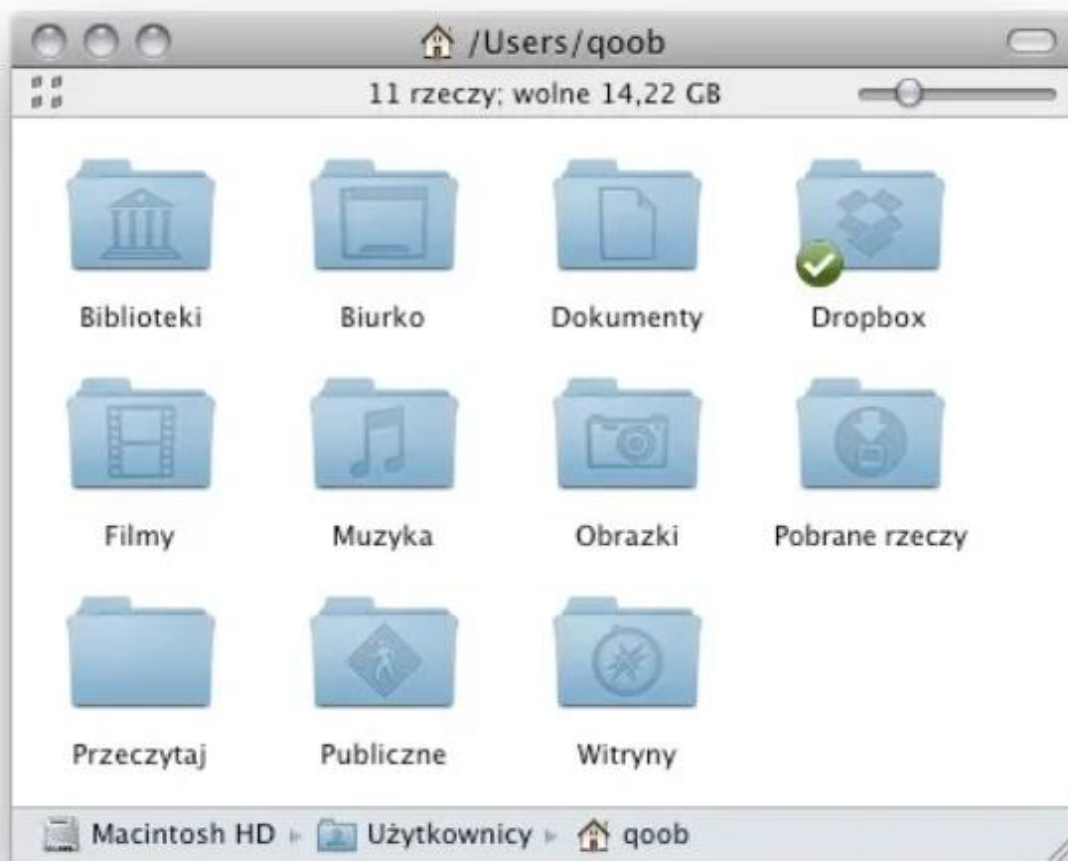 /Users/qoob
11 rzeczy; wolne 14,22 GB
Biblioteki
Biurko
Dokumenty
Dropbox
Filmy
Muzyka
Obrazki
Pobrane rzeczy
Przeczytaj
Publiczne
Witryny
Macintosh HD
Użytkownicy
qoob